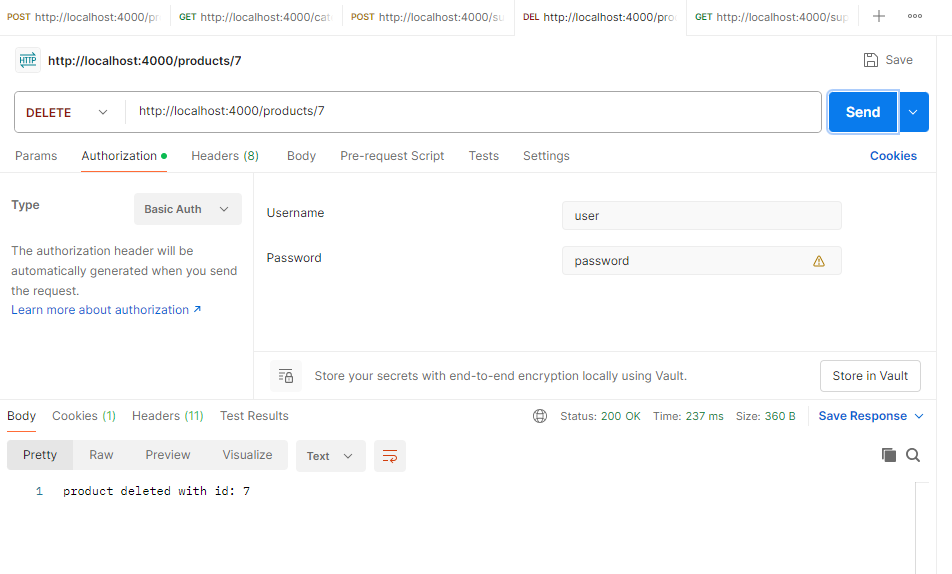 POST http://localhost:4000/pr GET http://localhost:4000/cat POST http://localhost:4000/su DEL http://localhost:4000/pro GET http://localhost:4000/sup
HTTP http://localhost:4000/products/7 Save
DELETE http://localhost:4000/products/7 Send
Params Authorization Headers (8) Body Pre-request Script Tests Settings Cookies
Type Basic Auth
The authorization header will be
automatically generated when you send
the request.
Learn more about authorization ↗
Username user
Password password
Store your secrets with end-to-end encryption locally using Vault. Store in Vault
Body Cookies (1) Headers (11) Test Results Status: 200 OK Time: 237 ms Size: 360 B Save Response
Pretty Raw Preview Visualize Text
1 product deleted with id: 7